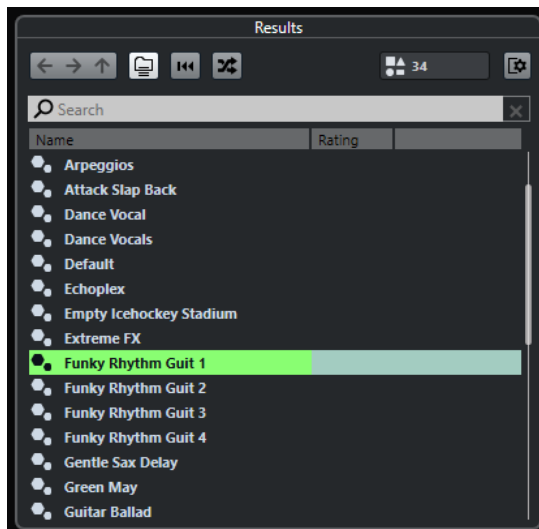 Results
34
Search
Name Rating
Arpeggios
Attack Slap Back
Dance Vocal
Dance Vocals
Default
Echoplex
Empty Icehockey Stadium
Extreme FX
Funky Rhythm Guit 1
Funky Rhythm Guit 2
Funky Rhythm Guit 3
Funky Rhythm Guit 4
Gentle Sax Delay
Green May
Guitar Ballad